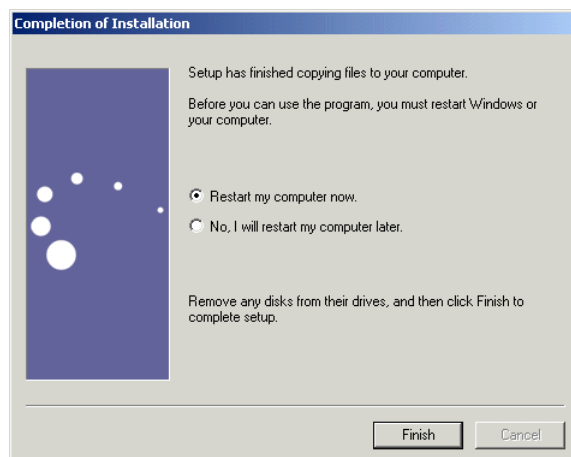 Completion of Installation
Setup has finished copying files to your computer.
Before you can use the program, you must restart Windows or
your computer.
Restart my computer now.
No, I will restart my computer later.
Remove any disks from their drives, and then click Finish to
complete setup.
Finish
Cancel